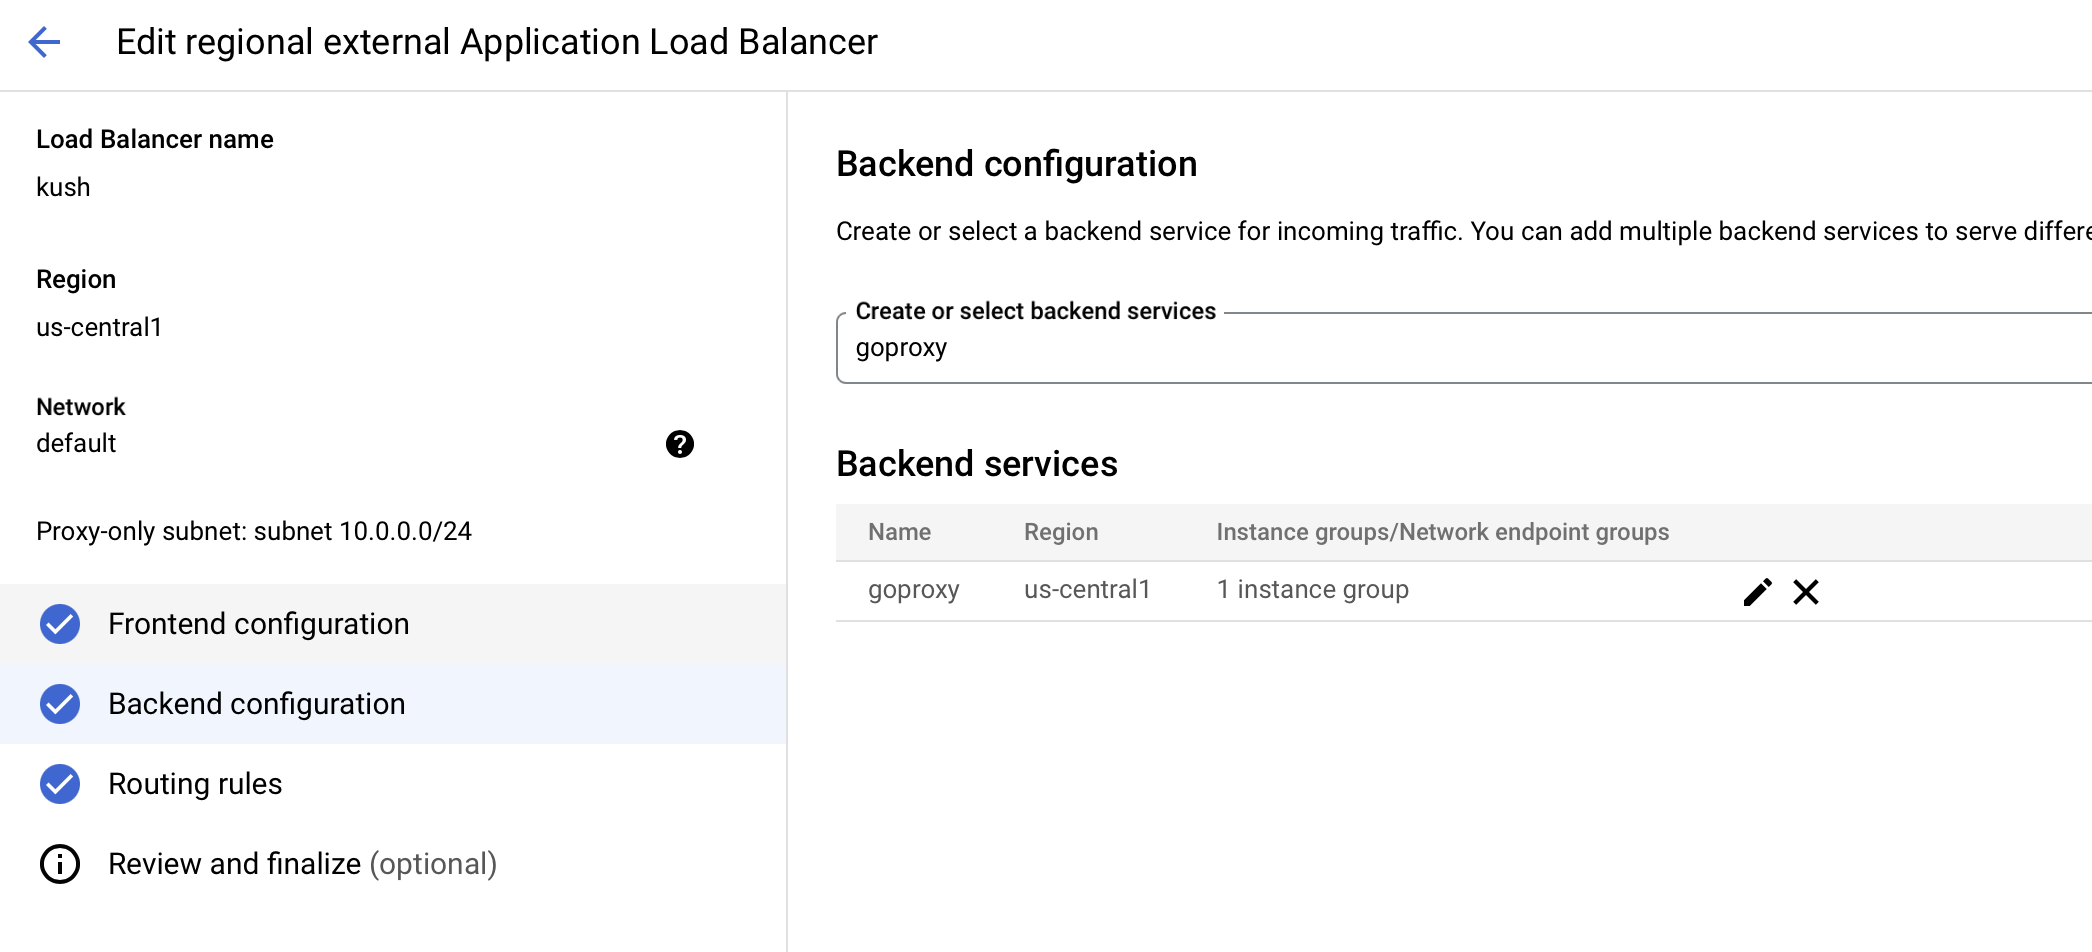 Edit regional external Application Load Balancer
Load Balancer name
kush
Region
us-central1
Network
default
Proxy-only subnet: subnet 10.0.0.0/24
Frontend configuration
Backend configuration
Routing rules
Review and finalize (optional)
Backend configuration
Create or select a backend service for incoming traffic. You can add multiple backend services to serve differe
Create or select backend services
goproxy
Backend services
Name Region Instance groups/Network endpoint groups
goproxy us-central1 1 instance group